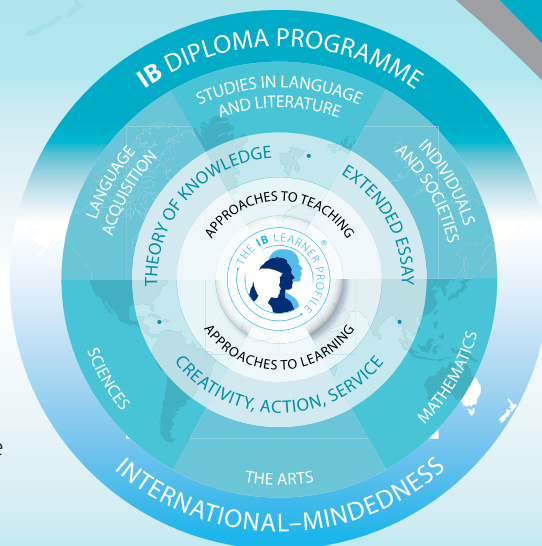 IB DIPLOMA PROGRAMME
STUDIES IN LANGUAGE
AND LITERATURE
LANGUAGE
ACQUISITION
INDIVIDUALS
AND SOCIETIES
THEORY OF KNOWLEDGE
EXTENDED ESSAY
APPROACHES TO TEACHING
THE IB LEARNER PROFILE ®
APPROACHES TO LEARNING
CREATIVITY, ACTION, SERVICE
SCIENCES
MATHEMATICS
THE ARTS
INTERNATIONAL–MINDEDNESS